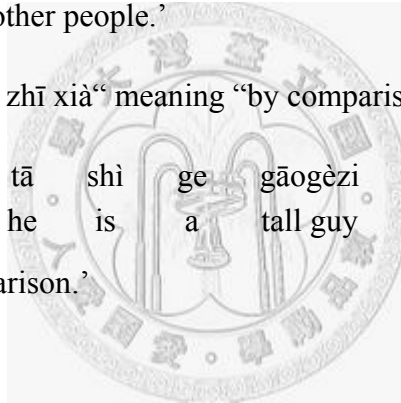 other people.’
zhī xià“ meaning “by comparis
tā shì ge gāogèzi
he is a tall guy
arison.’